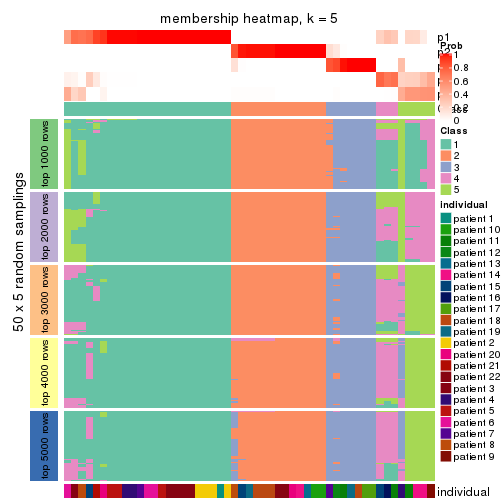 membership heatmap, k = 5
p1
Prob
1
0.8
0.6
0.4
0.2
0
Class
1
2
3
4
5
individual
patient 1
patient 10
patient 11
patient 12
patient 13
patient 14
patient 15
patient 16
patient 17
patient 18
patient 19
patient 2
patient 20
patient 21
patient 22
patient 3
patient 4
patient 5
patient 6
patient 7
patient 8
patient 9
50 x 5 random samplings
top 1000 rows
top 2000 rows
top 3000 rows
top 4000 rows
top 5000 rows
individual